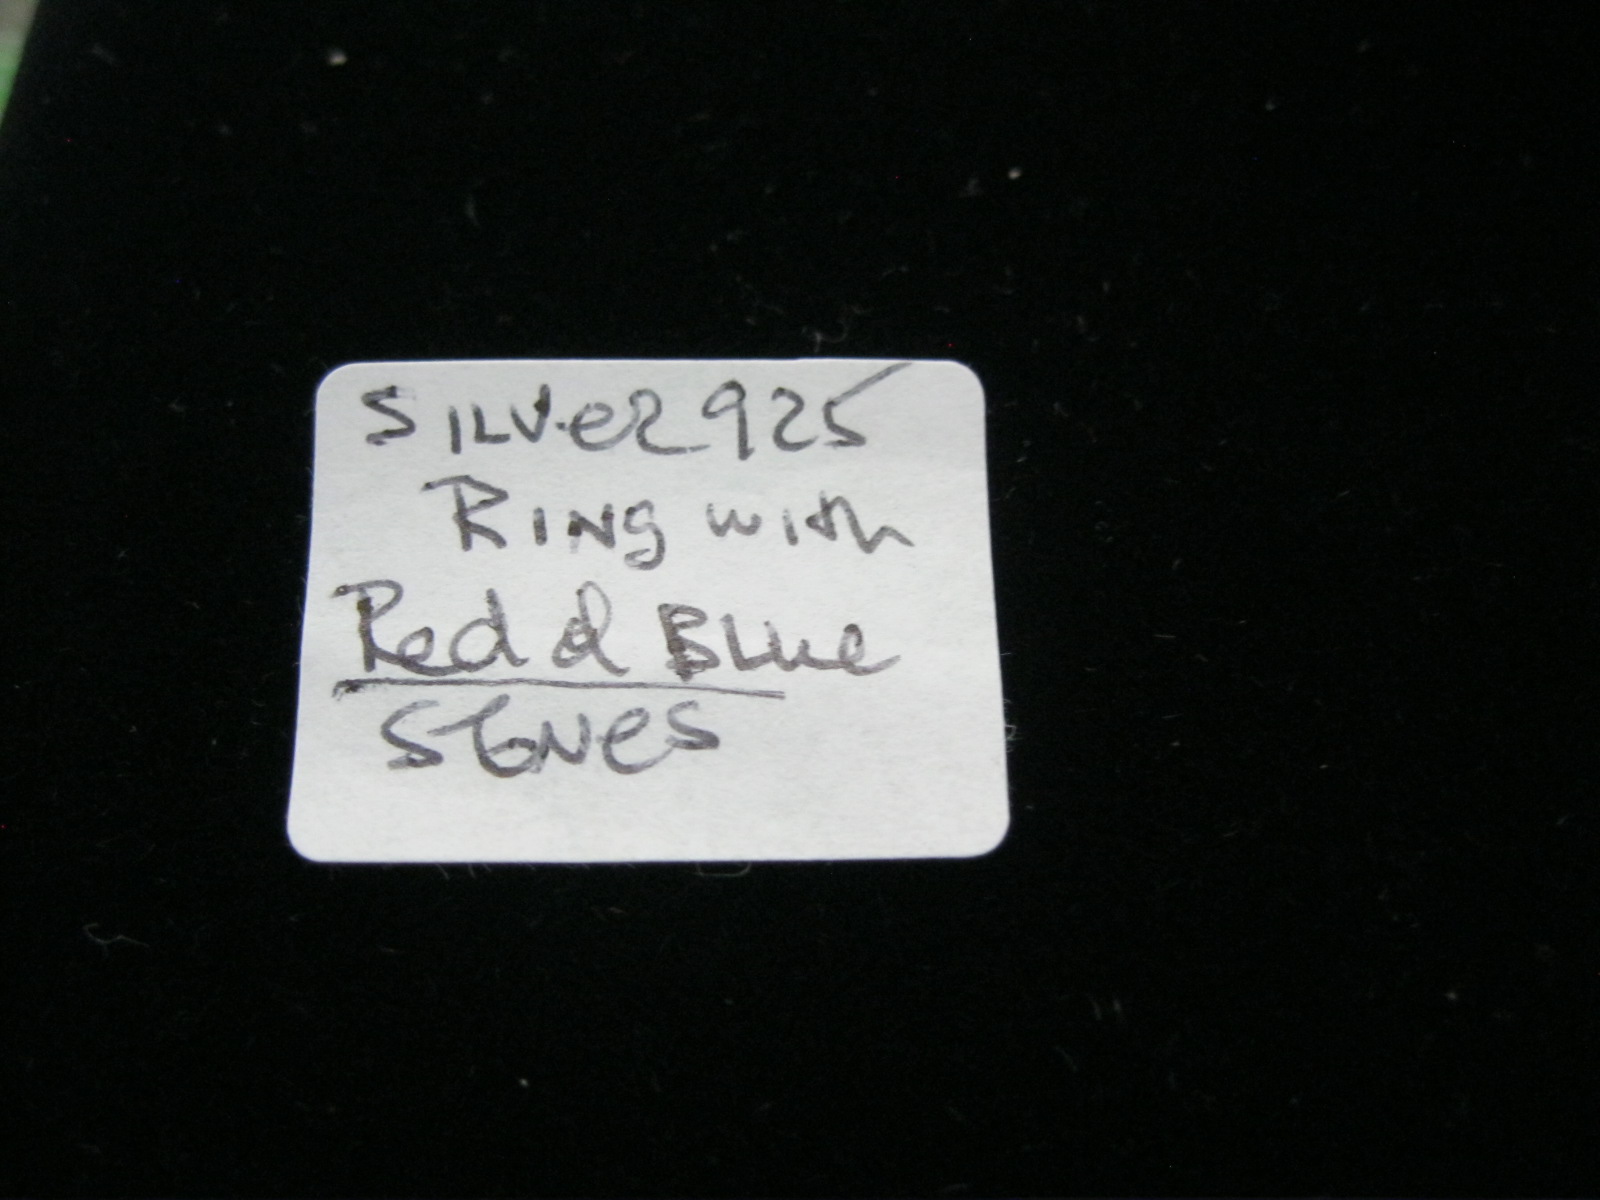 SILVeR 925
RING with
Red & BLue
StoNes